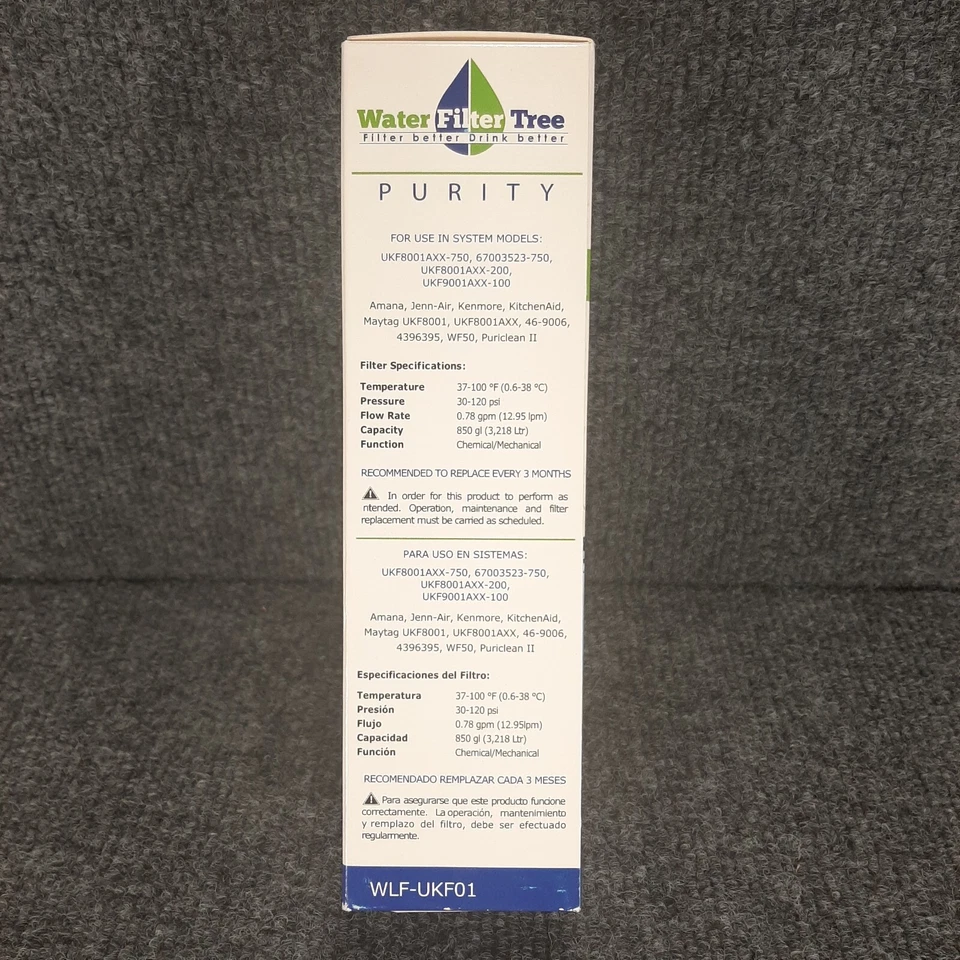 Water Filter Tree
Filter better Drink better
PURITY
FOR USE IN SYSTEM MODELS:
UKF8001AXX-750, 67003523-750,
UKF8001AXX-200,
UKF9001AXX-100
Amana, Jenn-Air, Kenmore, KitchenAid,
Maytag UKF8001, UKF8001AXX, 46-9006,
4396395, WF50, Puriclean II
Filter Specifications:
Temperature 37-100 °F (0.6-38 °C)
Pressure 30-120 psi
Flow Rate 0.78 gpm (12.95 lpm)
Capacity 850 gl (3,218 Ltr)
Function Chemical/Mechanical
RECOMMENDED TO REPLACE EVERY 3 MONTHS
In order for this product to perform as
ntended. Operation, maintenance and filter
replacement must be carried as scheduled.
PARA USO EN SISTEMAS:
UKF8001AXX-750, 67003523-750,
UKF8001AXX-200,
UKF9001AXX-100
Amana, Jenn-Air, Kenmore, KitchenAid,
Maytag UKF8001, UKF8001AXX, 46-9006,
4396395, WF50, Puriclean II
Especificaciones del Filtro:
Temperatura 37-100 °F (0.6-38 °C)
Presión 30-120 psi
Flujo 0.78 gpm (12.95lpm)
Capacidad 850 gl (3,218 Ltr)
Función Chemical/Mechanical
RECOMENDADO REMPLAZAR CADA 3 MESES
Para asegurarse que este producto funcione
correctamente. La operación, mantenimiento
y remplazo del filtro, debe ser efectuado
regularmente.
WLF-UKF01